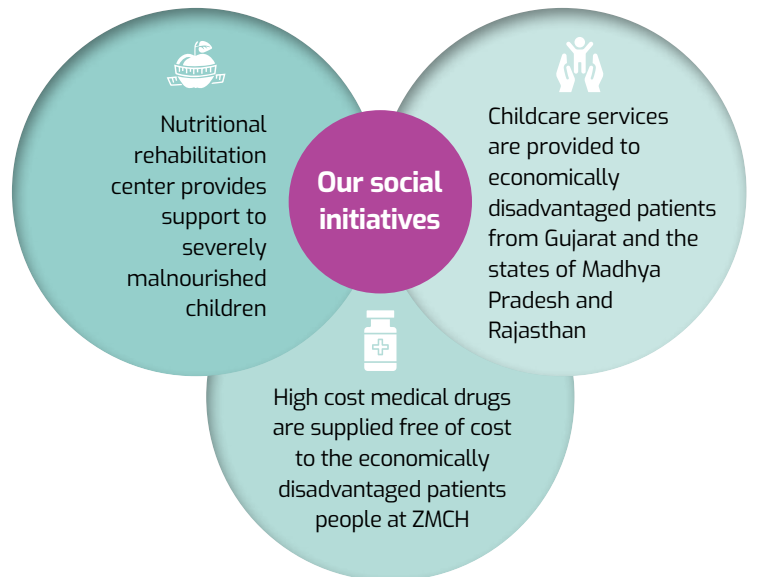 Nutritional
rehabilitation
center provides
support to
severely
malnourished
children
Our social
initiatives
Childcare services
are provided to
economically
disadvantaged patients
from Gujarat and the
states of Madhya
Pradesh and
Rajasthan
High cost medical drugs
are supplied free of cost
to the economically
disadvantaged patients
people at ZMCH